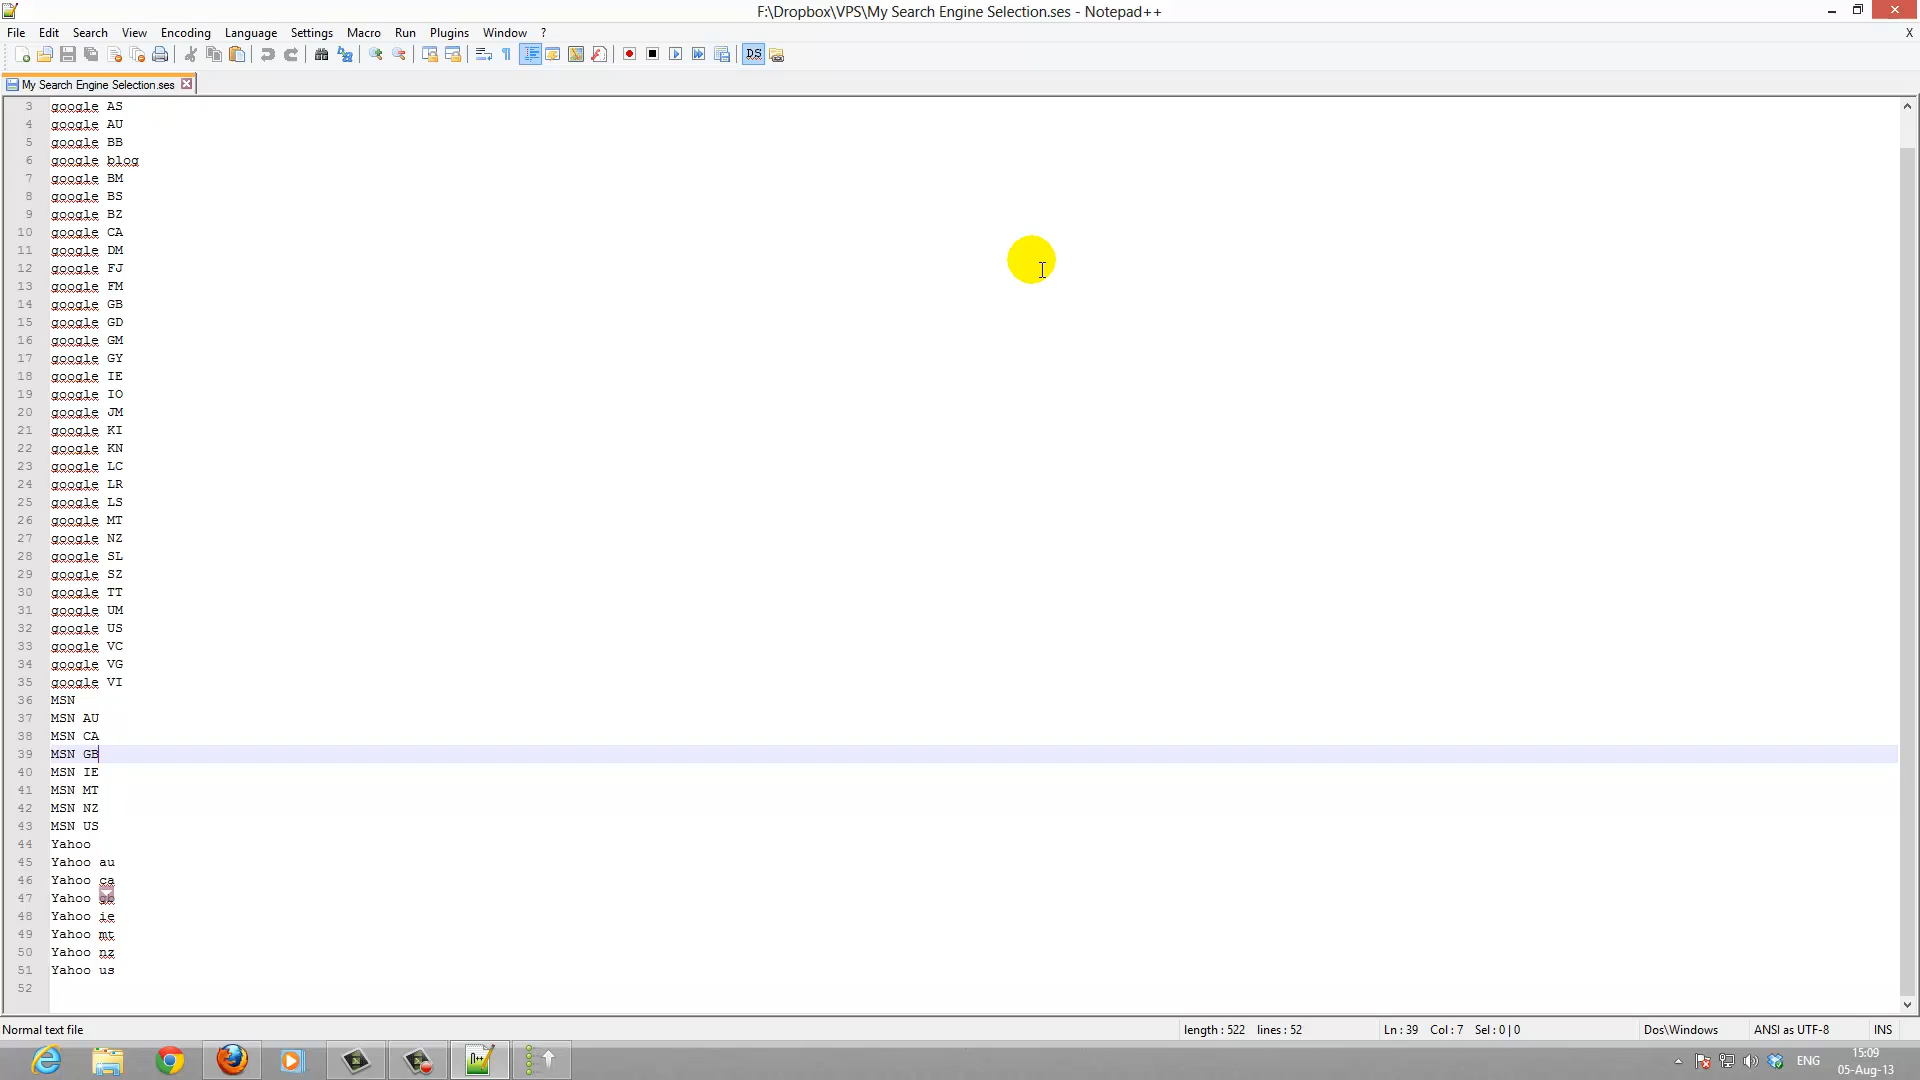 F:\Dropbox\VPS\My Search Engine Selection.ses - Notepad++
File Edit Search View Encoding Language Settings Macro Run Plugins Window ? X
My Search Engine Selection.ses
3 google AS
4 google AU
5 google BB
6 google blog
7 google BM
8 google BS
9 google BZ
10 google CA
11 google DM
12 google FJ
13 google FM
14 google GB
15 google GD
16 google GM
17 google GY
18 google IE
19 google IO
20 google JM
21 google KI
22 google KN
23 google LC
24 google LR
25 google LS
26 google MT
27 google NZ
28 google SL
29 google SZ
30 google TT
31 google UM
32 google US
33 google VC
34 google VG
35 google VI
36 MSN
37 MSN AU
38 MSN CA
39 MSN GB
40 MSN IE
41 MSN MT
42 MSN NZ
43 MSN US
44 Yahoo
45 Yahoo au
46 Yahoo ca
47 Yahoo
48 Yahoo ie
49 Yahoo mt
50 Yahoo nz
51 Yahoo us
52
Normal text file length : 522 lines : 52 Ln : 39 Col : 7 Sel : 0 | 0 Dos\Windows ANSI as UTF-8 INS
ENG 15:09
05-Aug-13